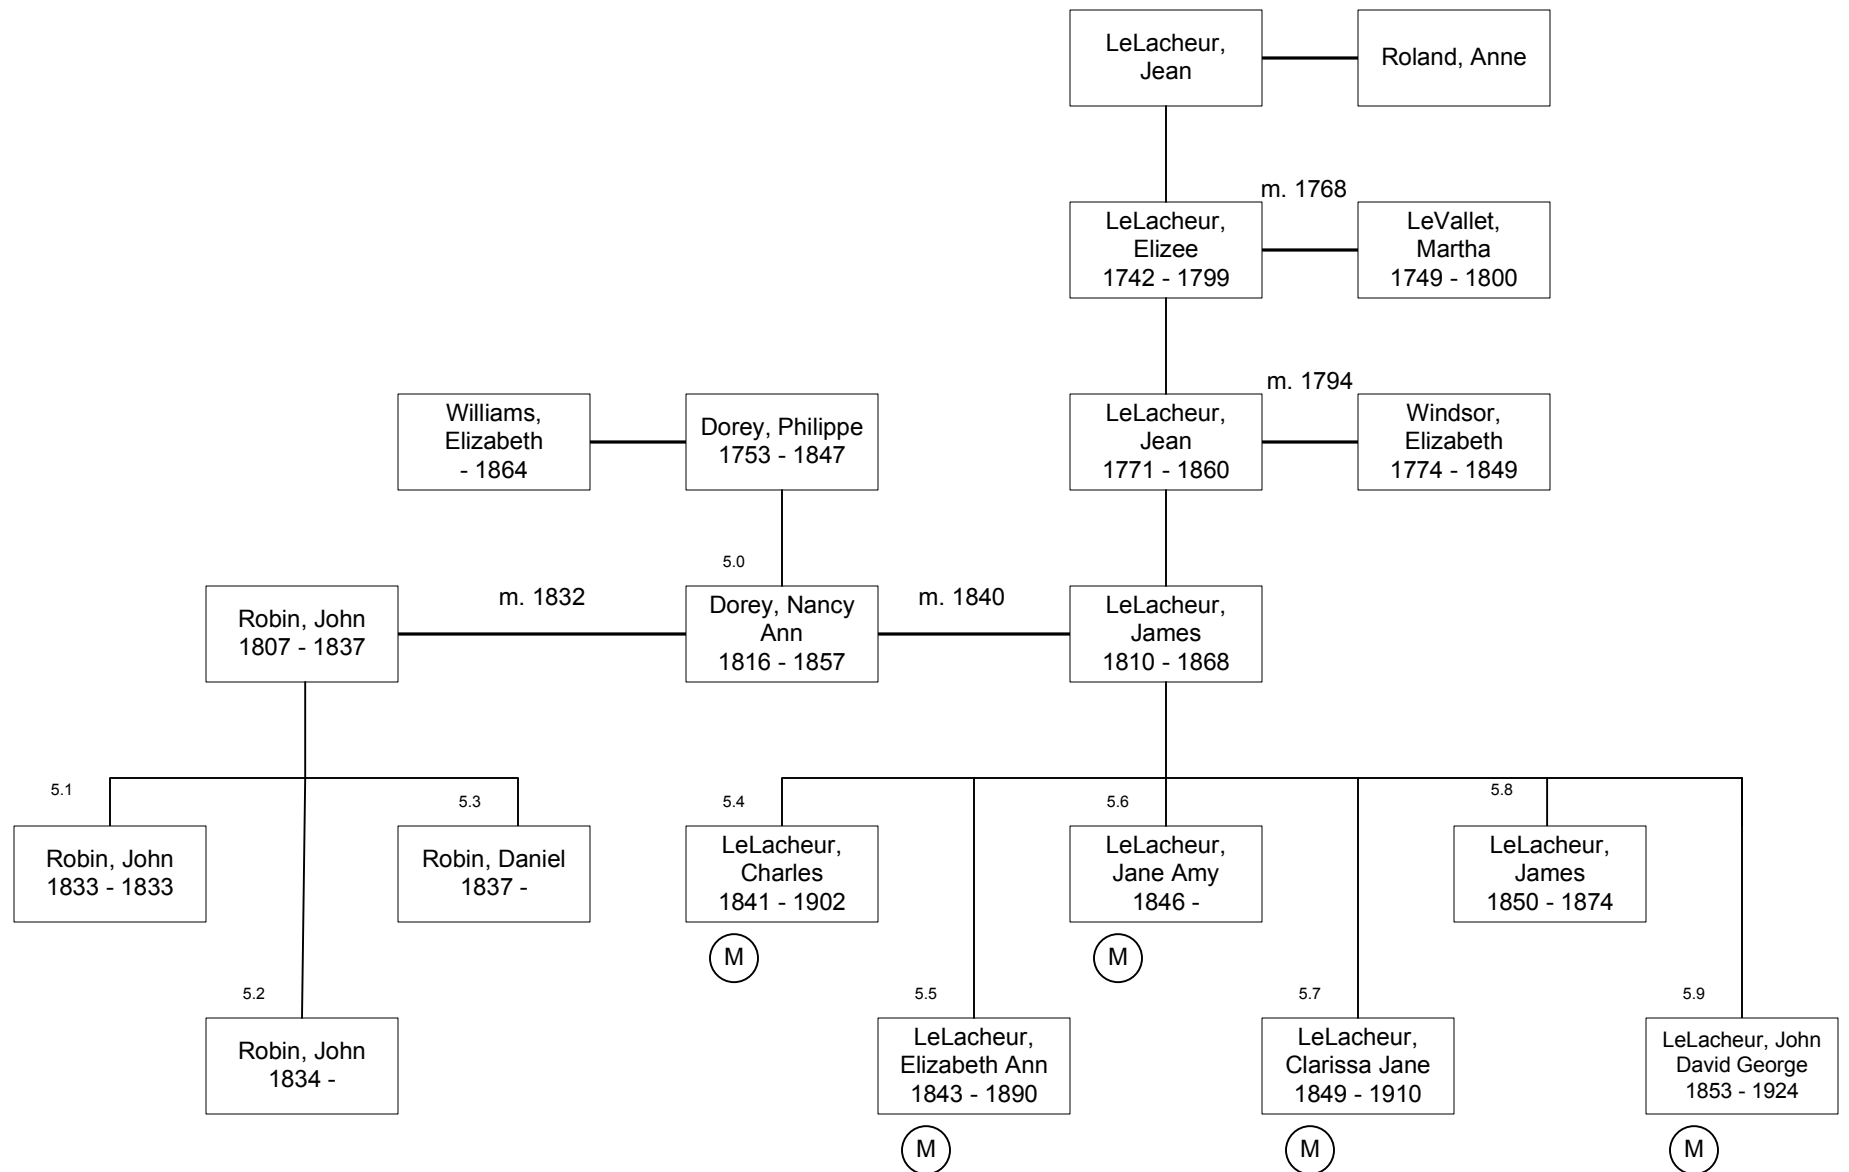 LeLacheur,
Jean
Roland, Anne
m. 1768
LeLacheur,
Elizee
1742 - 1799
LeVallet,
Martha
1749 - 1800
m. 1794
Williams,
Elizabeth
- 1864
Dorey, Philippe
1753 - 1847
LeLacheur,
Jean
1771 - 1860
Windsor,
Elizabeth
1774 - 1849
5.0
Robin, John
1807 - 1837
m. 1832
Dorey, Nancy
Ann
1816 - 1857
m. 1840
LeLacheur,
James
1810 - 1868
5.1
Robin, John
1833 - 1833
5.3
Robin, Daniel
1837 -
5.4
LeLacheur,
Charles
1841 - 1902
M
5.6
LeLacheur,
Jane Amy
1846 -
M
5.8
LeLacheur,
James
1850 - 1874
5.2
Robin, John
1834 -
5.5
LeLacheur,
Elizabeth Ann
1843 - 1890
M
5.7
LeLacheur,
Clarissa Jane
1849 - 1910
M
5.9
LeLacheur, John
David George
1853 - 1924
M